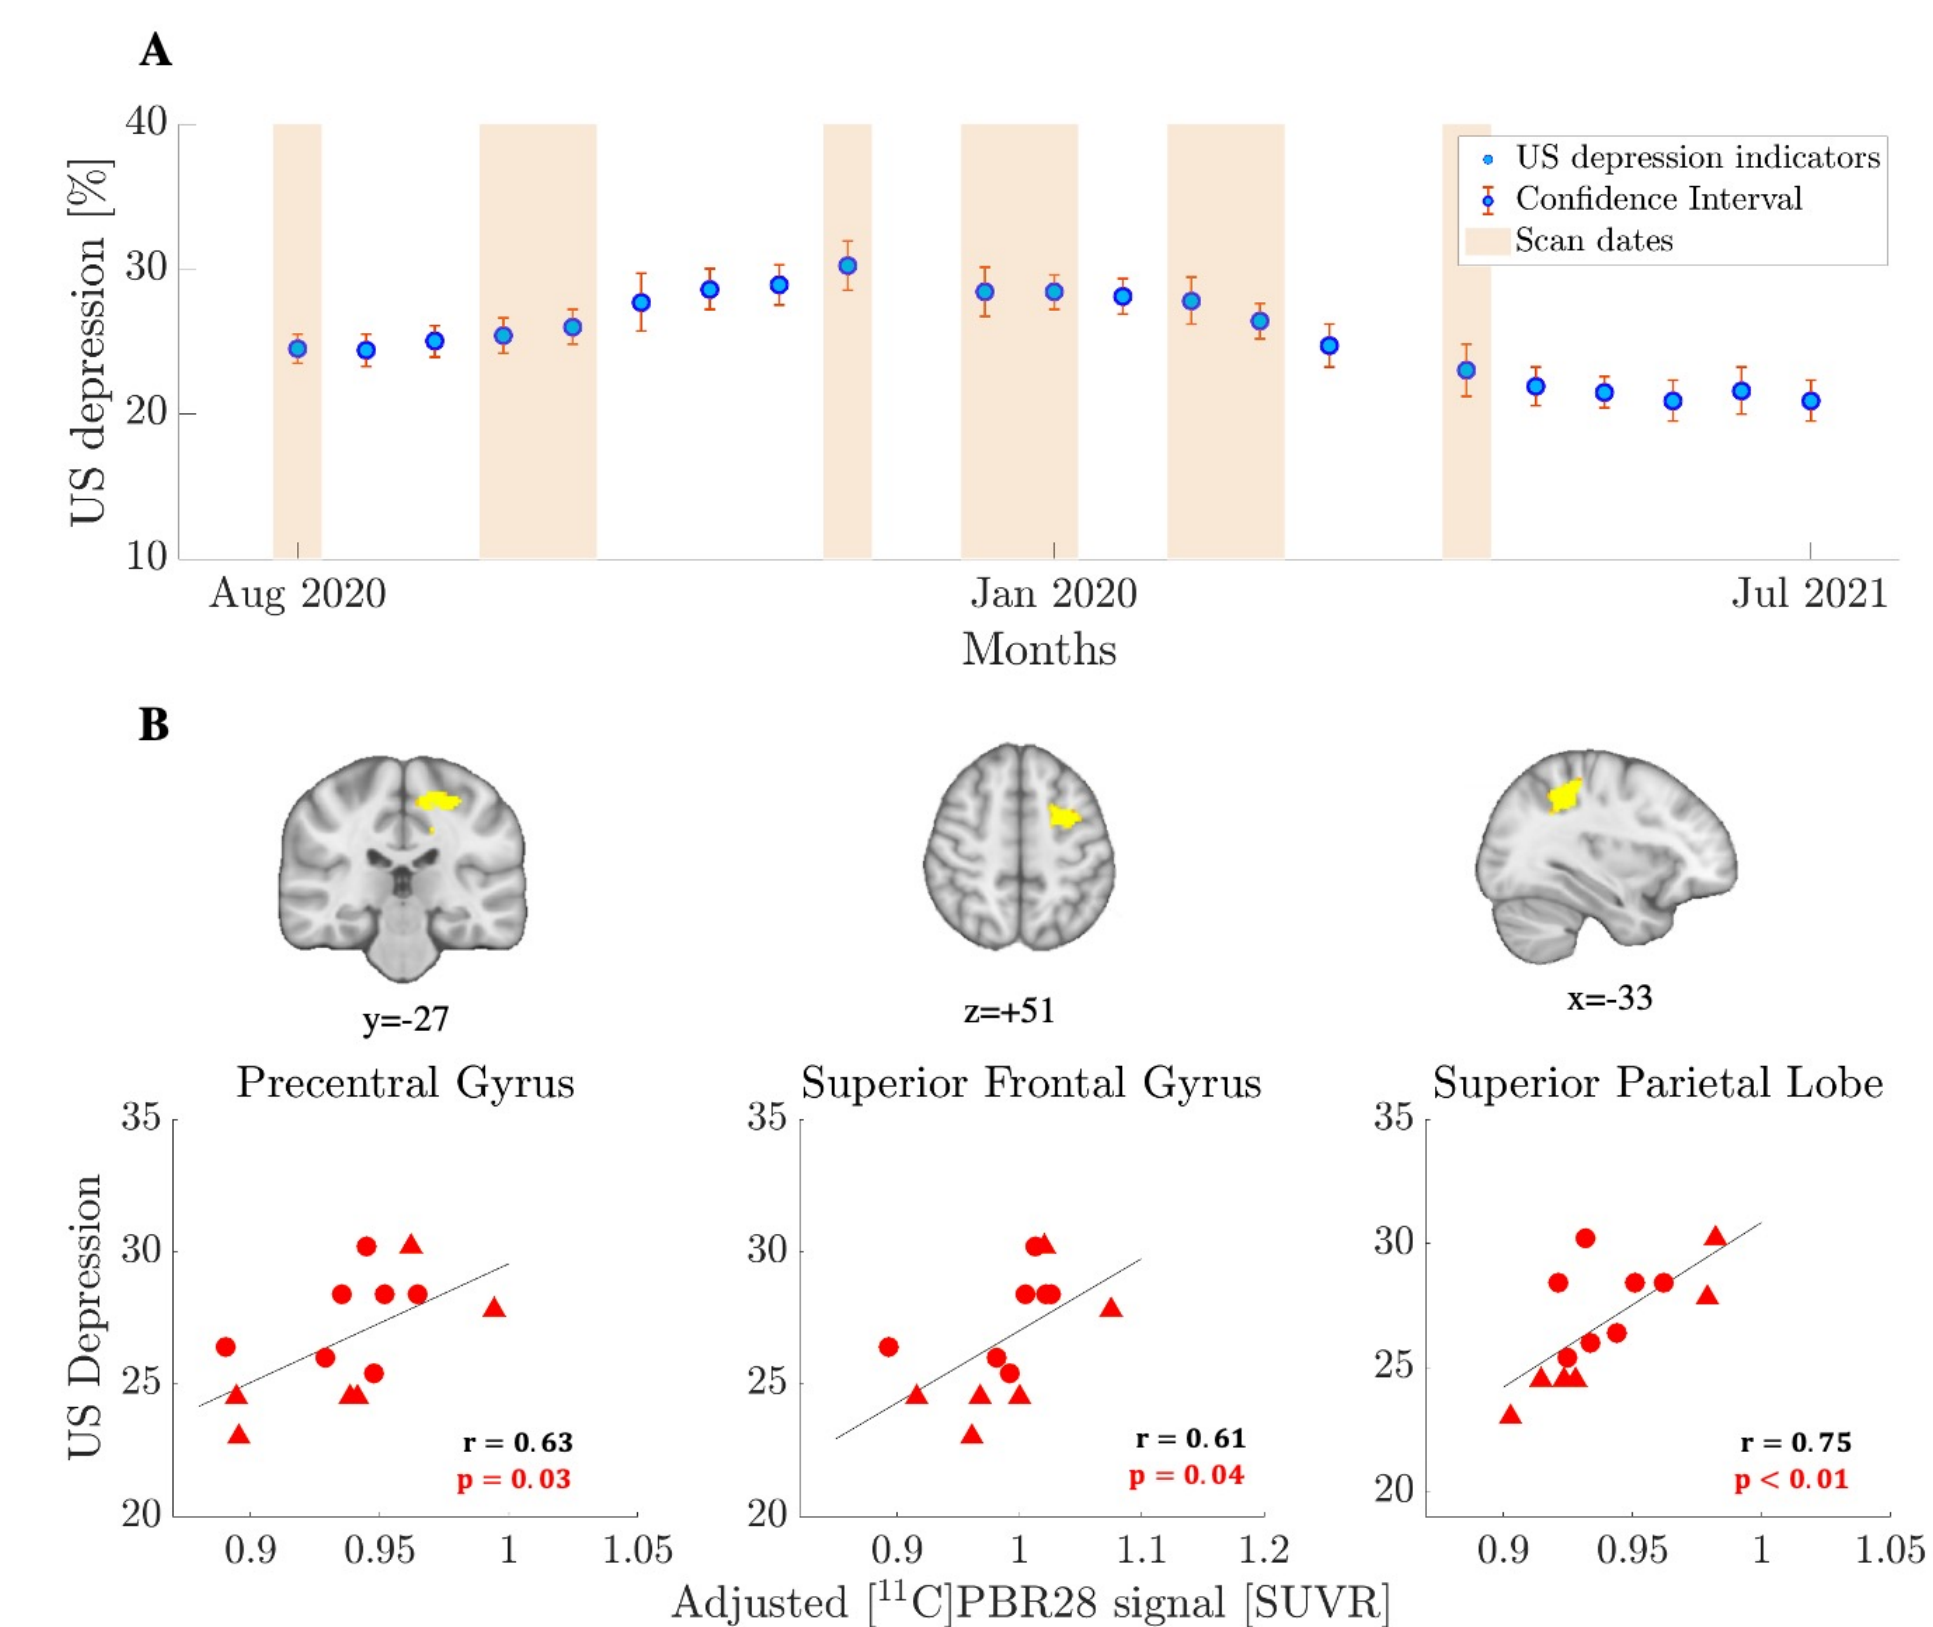 A
40
30
20
10
US depression [%]
US depression indicators
Confidence Interval
Scan dates
Aug 2020
Jan 2020
Jul 2021
Months
B
y=-27
z=+51
x=-33
Precentral Gyrus
Superior Frontal Gyrus
Superior Parietal Lobe
US Depression
35
30
25
20
r = 0.63
p = 0.03
0.9 0.95 1 1.05
35
30
25
20
r = 0.61
p = 0.04
0.9 1 1.1 1.2
35
30
25
20
r = 0.75
p < 0.01
0.9 0.95 1 1.05
Adjusted [¹¹C]PBR28 signal [SUVR]